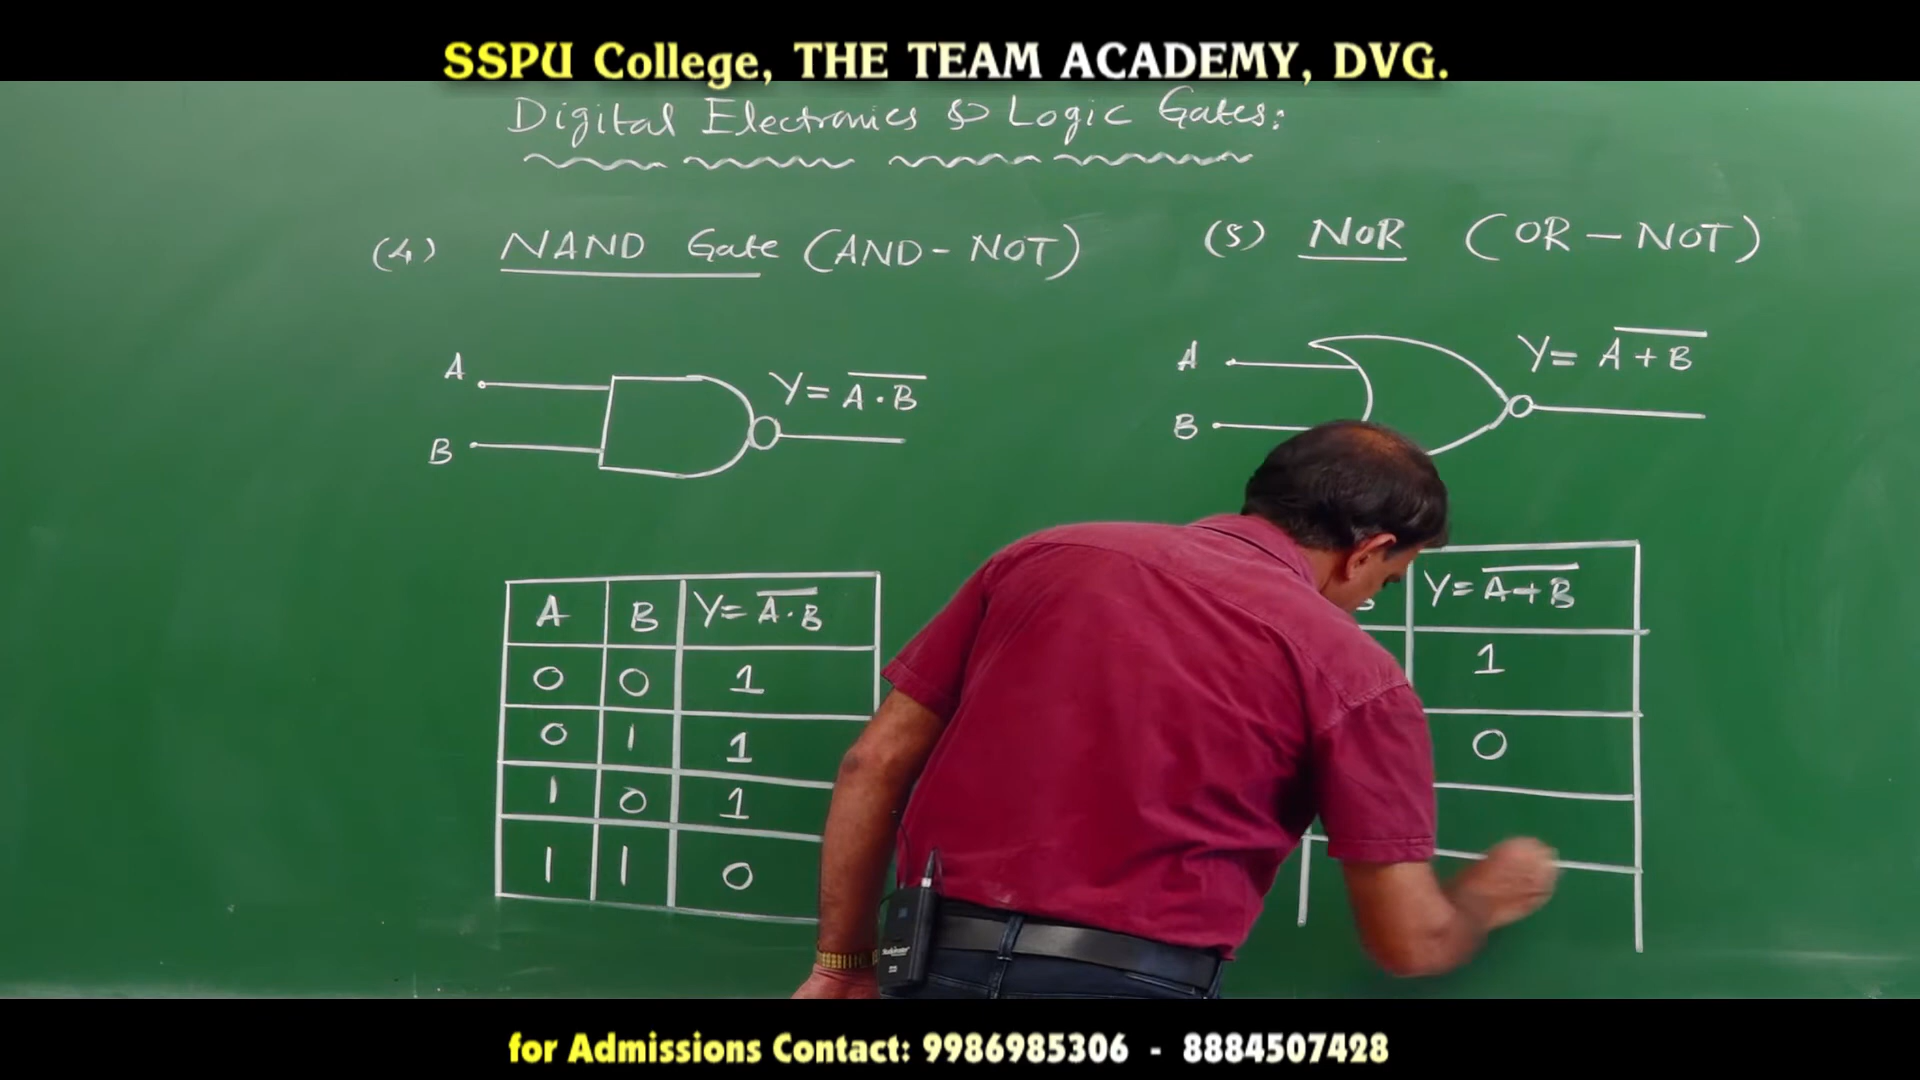 SSPU College, THE TEAM ACADEMY, DVG.
Digital Electronics & Logic Gates:
(4) NAND Gate (AND-NOT)
A
B
Y= A̅ ̅·̅ ̅B̅
A B Y= A̅ ̅·̅ ̅B̅
0 0 1
0 1 1
1 0 1
1 1 0
(5) NOR (OR-NOT)
A
B
Y= A̅ ̅+̅ ̅B̅
Y= A̅ ̅+̅ ̅B̅
1
0
for Admissions Contact: 9986985306 - 8884507428